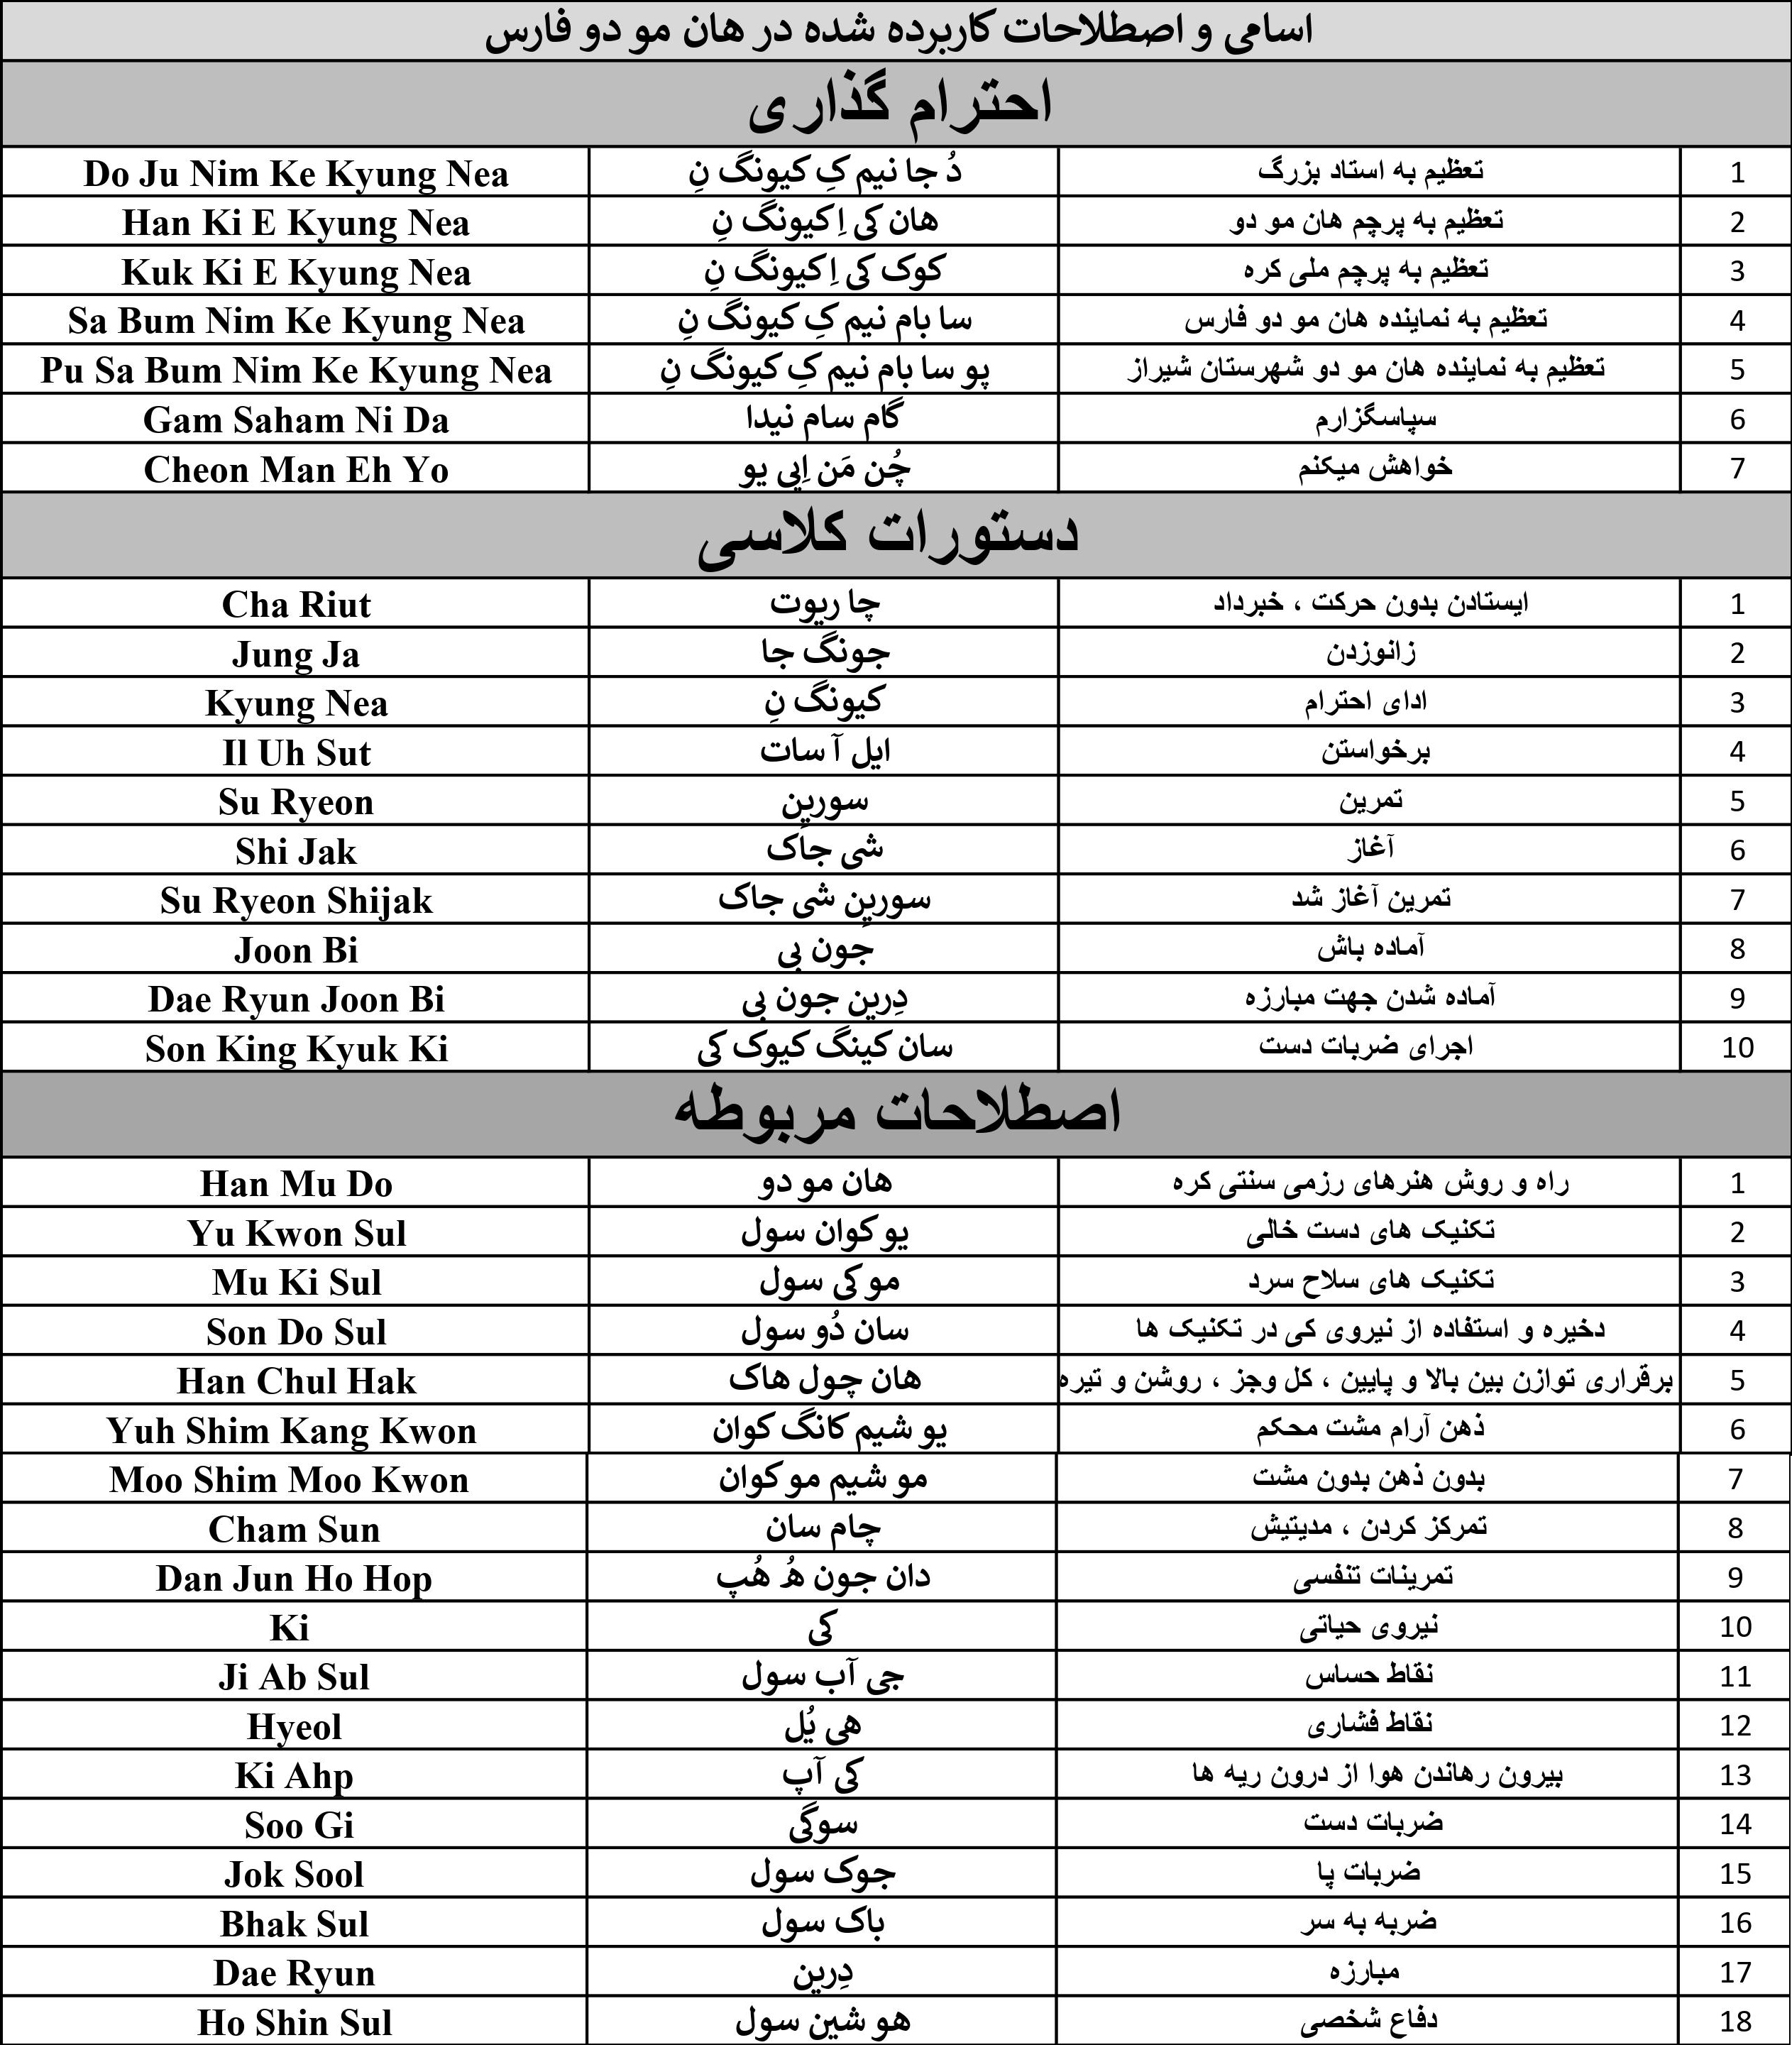 اسامی و اصطلاحات کاربرده شده در هان مو دو فارس
احترام گذاری
1 تعظیم به استاد بزرگ دُ جا نیم کِ کیونگ نِ Do Ju Nim Ke Kyung Nea
2 تعظیم به پرچم هان مو دو هان کی اِ کیونگ نِ Han Ki E Kyung Nea
3 تعظیم به پرچم ملی کره کوک کی اِ کیونگ نِ Kuk Ki E Kyung Nea
4 تعظیم به نماینده هان مو دو فارس سا بام نیم کِ کیونگ نِ Sa Bum Nim Ke Kyung Nea
5 تعظیم به نماینده هان مو دو شهرستان شیراز پو سا بام نیم کِ کیونگ نِ Pu Sa Bum Nim Ke Kyung Nea
6 سپاسگزارم گام سام نیدا Gam Saham Ni Da
7 خواهش میکنم چُن مَن اِیی یو Cheon Man Eh Yo
دستورات کلاسی
1 ایستادن بدون حرکت ، خبرداد چا ریوت Cha Riut
2 زانوزدن جونگ جا Jung Ja
3 ادای احترام کیونگ نِ Kyung Nea
4 برخواستن ایل آ سات Il Uh Sut
5 تمرین سورین Su Ryeon
6 آغاز شی جاک Shi Jak
7 تمرین آغاز شد سورین شی جاک Su Ryeon Shijak
8 آماده باش جون بی Joon Bi
9 آماده شدن جهت مبارزه دِرین جون بی Dae Ryun Joon Bi
10 اجرای ضربات دست سان کینگ کیوک کی Son King Kyuk Ki
اصطلاحات مربوطه
1 راه و روش هنرهای رزمی سنتی کره هان مو دو Han Mu Do
2 تکنیک های دست خالی یو کوان سول Yu Kwon Sul
3 تکنیک های سلاح سرد مو کی سول Mu Ki Sul
4 دخیره و استفاده از نیروی کی در تکنیک ها سان دُو سول Son Do Sul
5 برقراری توازن بین بالا و پایین ، کل وجز ، روشن و تیره هان چول هاک Han Chul Hak
6 ذهن آرام مشت محکم یو شیم کانگ کوان Yuh Shim Kang Kwon
7 بدون ذهن بدون مشت مو شیم مو کوان Moo Shim Moo Kwon
8 تمرکز کردن ، مدیتیش چام سان Cham Sun
9 تمرینات تنفسی دان جون هُ هُپ Dan Jun Ho Hop
10 نیروی حیاتی کی Ki
11 نقاط حساس جی آب سول Ji Ab Sul
12 نقاط فشاری هی یُل Hyeol
13 بیرون رهاندن هوا از درون ریه ها کی آپ Ki Ahp
14 ضربات دست سوگی Soo Gi
15 ضربات پا جوک سول Jok Sool
16 ضربه به سر باک سول Bhak Sul
17 مبارزه دِرین Dae Ryun
18 دفاع شخصی هو شین سول Ho Shin Sul